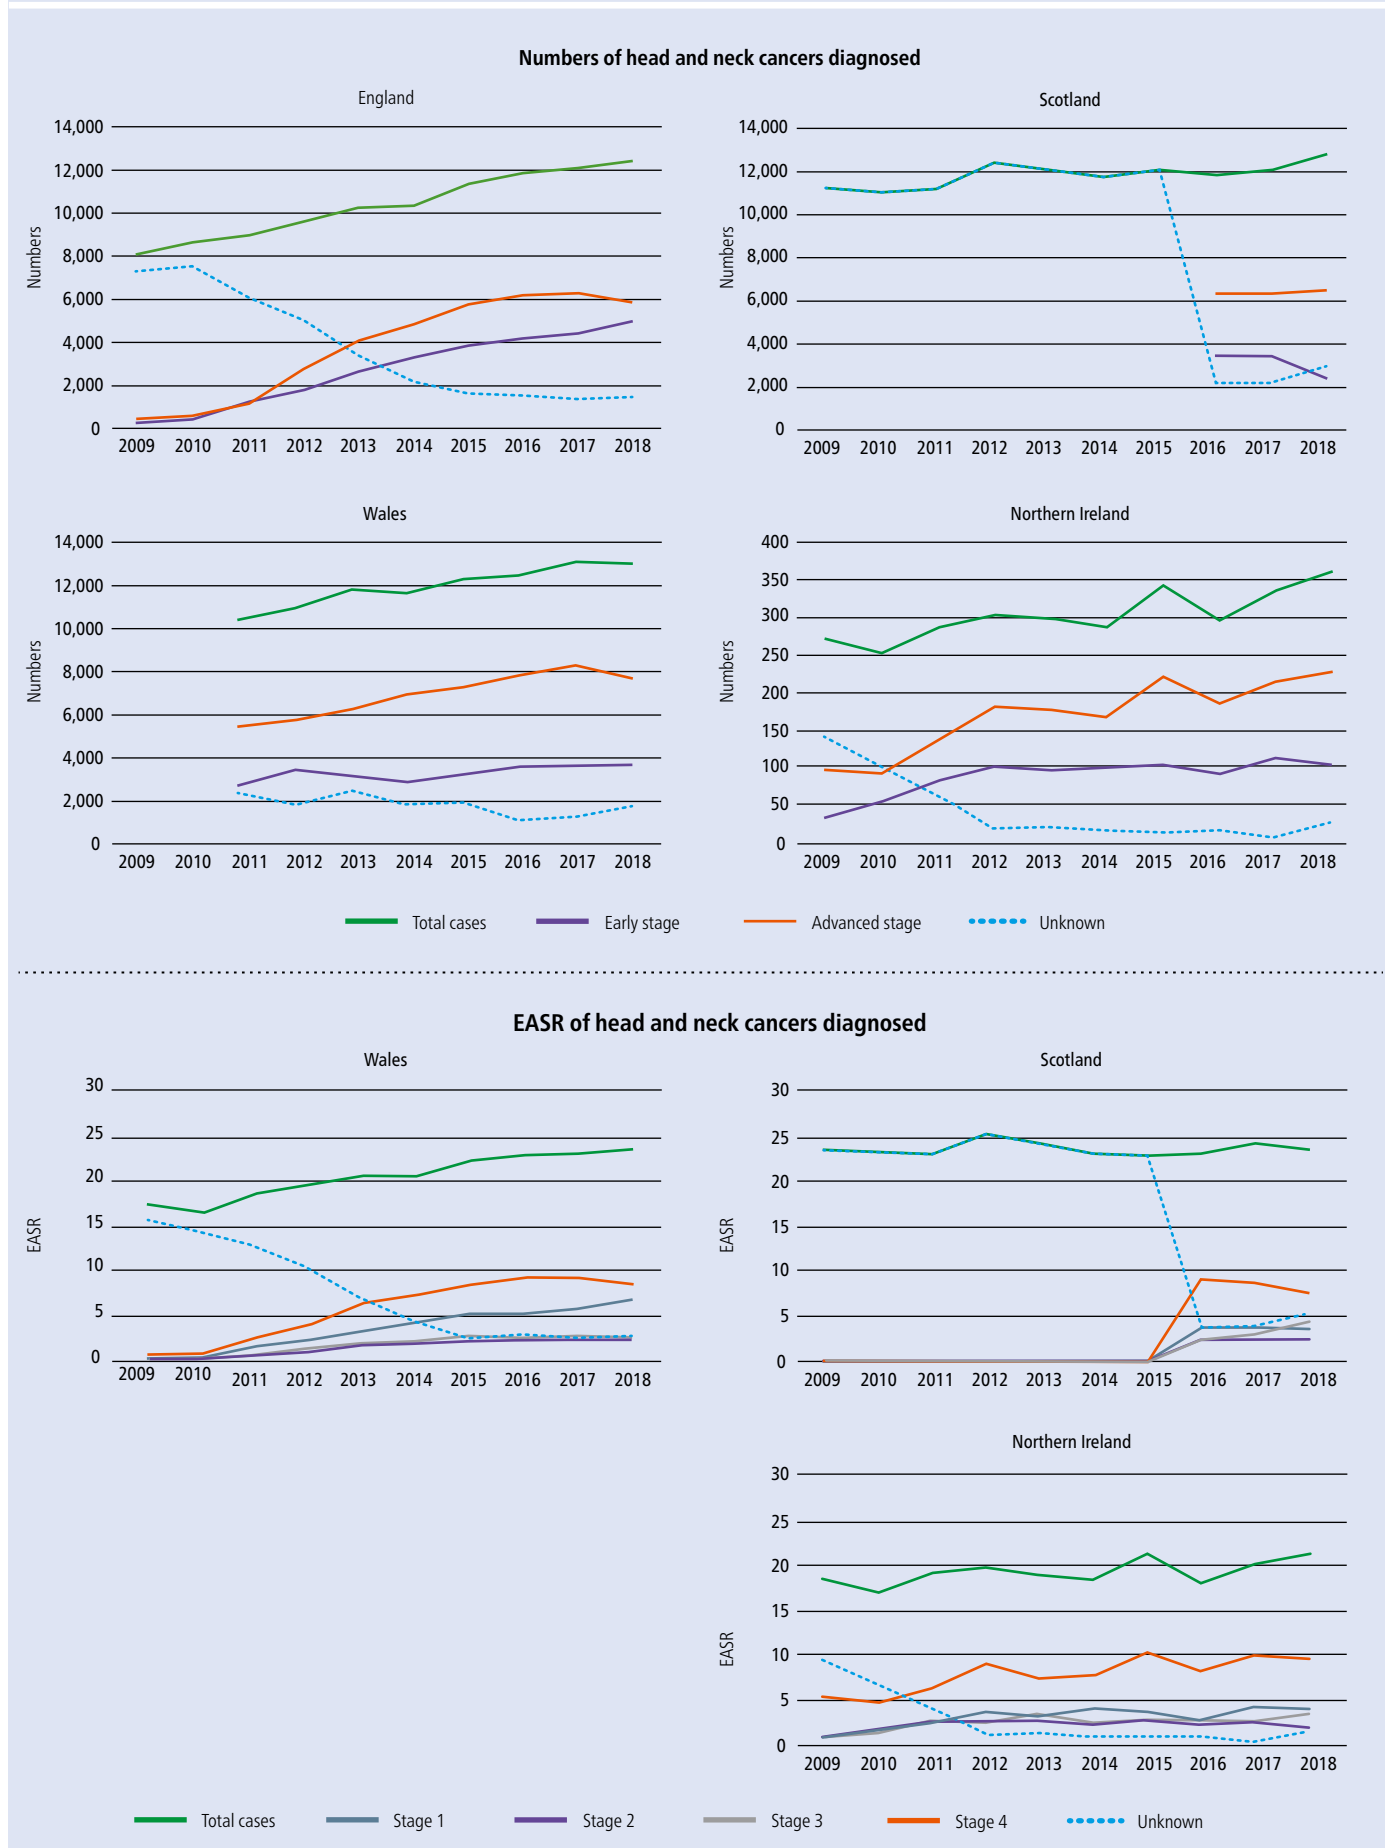 Numbers of head and neck cancers diagnosed
England
14,000
12,000
10,000
8,000
6,000
4,000
2,000
0
Numbers
2009 2010 2011 2012 2013 2014 2015 2016 2017 2018
Scotland
14,000
12,000
10,000
8,000
6,000
4,000
2,000
0
Numbers
2009 2010 2011 2012 2013 2014 2015 2016 2017 2018
Wales
14,000
12,000
10,000
8,000
6,000
4,000
2,000
0
Numbers
2009 2010 2011 2012 2013 2014 2015 2016 2017 2018
Northern Ireland
400
350
300
250
200
150
100
50
0
Numbers
2009 2010 2011 2012 2013 2014 2015 2016 2017 2018
Total cases Early stage Advanced stage Unknown
EASR of head and neck cancers diagnosed
Wales
30
25
20
15
10
5
0
EASR
2009 2010 2011 2012 2013 2014 2015 2016 2017 2018
Scotland
30
25
20
15
10
5
0
EASR
2009 2010 2011 2012 2013 2014 2015 2016 2017 2018
Northern Ireland
30
25
20
15
10
5
0
EASR
2009 2010 2011 2012 2013 2014 2015 2016 2017 2018
Total cases Stage 1 Stage 2 Stage 3 Stage 4 Unknown